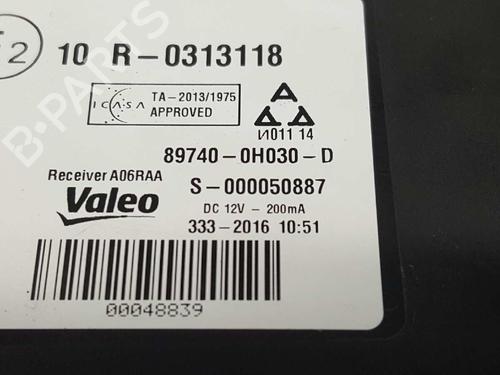 2
10 R-0313118
ICASA
TA-2013/1975
APPROVED
И011 14
89740-0H030-D
Receiver A06RAA
S-000050887
Valeo
DC 12V - 200mA
333-2016 10:51
00048839
B-PARTS